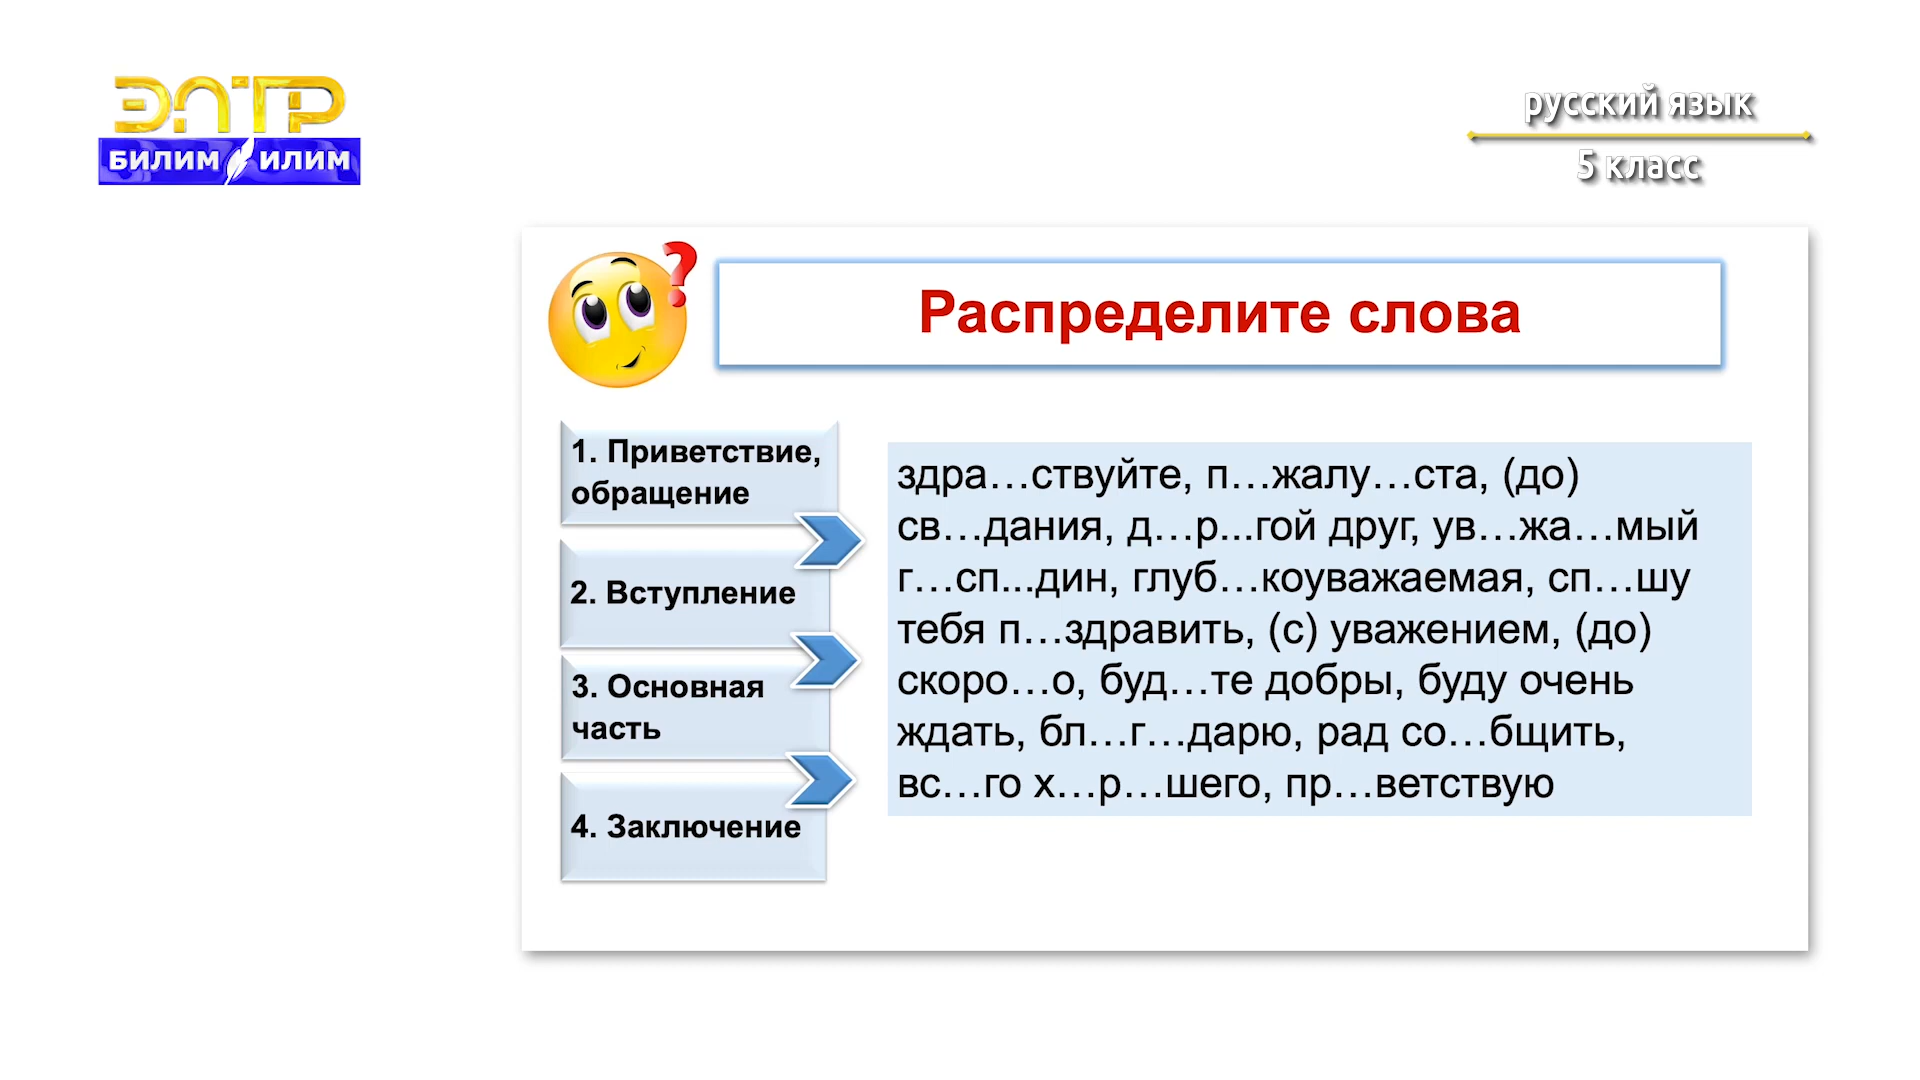 ЭЛТР
БИЛИМ ИЛИМ
русский язык
5 класс
?
Распределите слова
1. Приветствие,
обращение
2. Вступление
3. Основная
часть
4. Заключение
здра…ствуйте, п…жалу…ста, (до)
св…дания, д…р...гой друг, ув…жа…мый
г…сп...дин, глуб…коуважаемая, сп…шу
тебя п…здравить, (с) уважением, (до)
скоро…о, буд…те добры, буду очень
ждать, бл…г…дарю, рад со…бщить,
вс…го х…р…шего, пр…ветствую